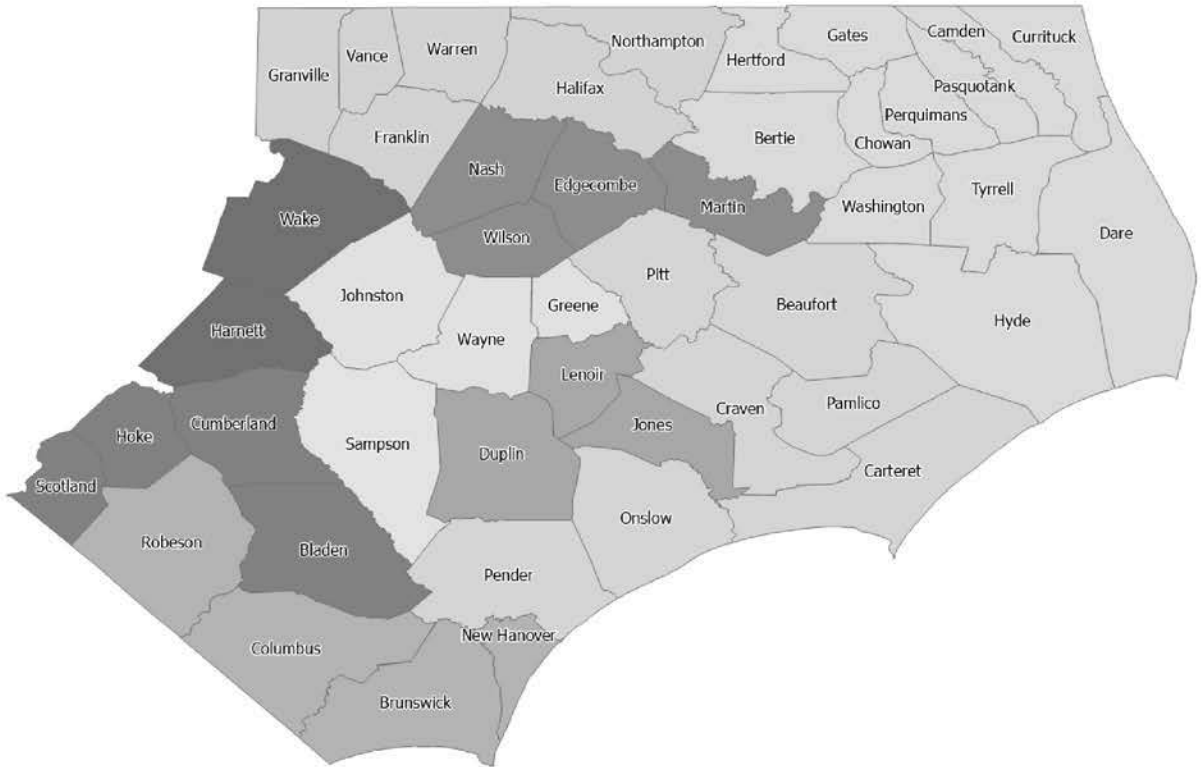 Northampton
Gates
Camden
Currituck
Vance
Warren
Hertford
Granville
Halifax
Pasquotank
Perquimans
Franklin
Bertie
Chowan
Nash
Edgecombe
Tyrrell
Martin
Washington
Wake
Wilson
Dare
Pitt
Johnston
Greene
Beaufort
Hyde
Harnett
Wayne
Lenoir
Pamlico
Craven
Cumberland
Jones
Hoke
Sampson
Duplin
Carteret
Scotland
Onslow
Robeson
Bladen
Pender
New Hanover
Columbus
Brunswick